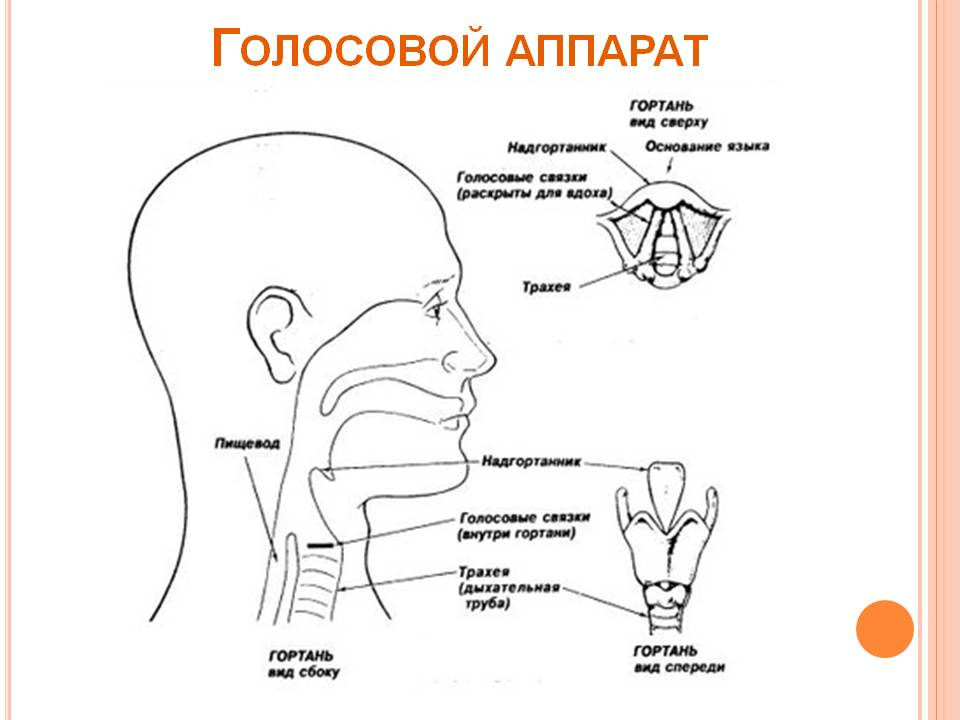 ГОЛОСОВОЙ АППАРАТ
ГОРТАНЬ
вид сверху
Надгортанник
Основание языка
Голосовые связки
(раскрыты для вдоха)
Трахея
Пищевод
Надгортанник
Голосовые связки
(внутри гортани)
Трахея
(дыхательная
труба)
ГОРТАНЬ
вид сбоку
ГОРТАНЬ
вид спереди